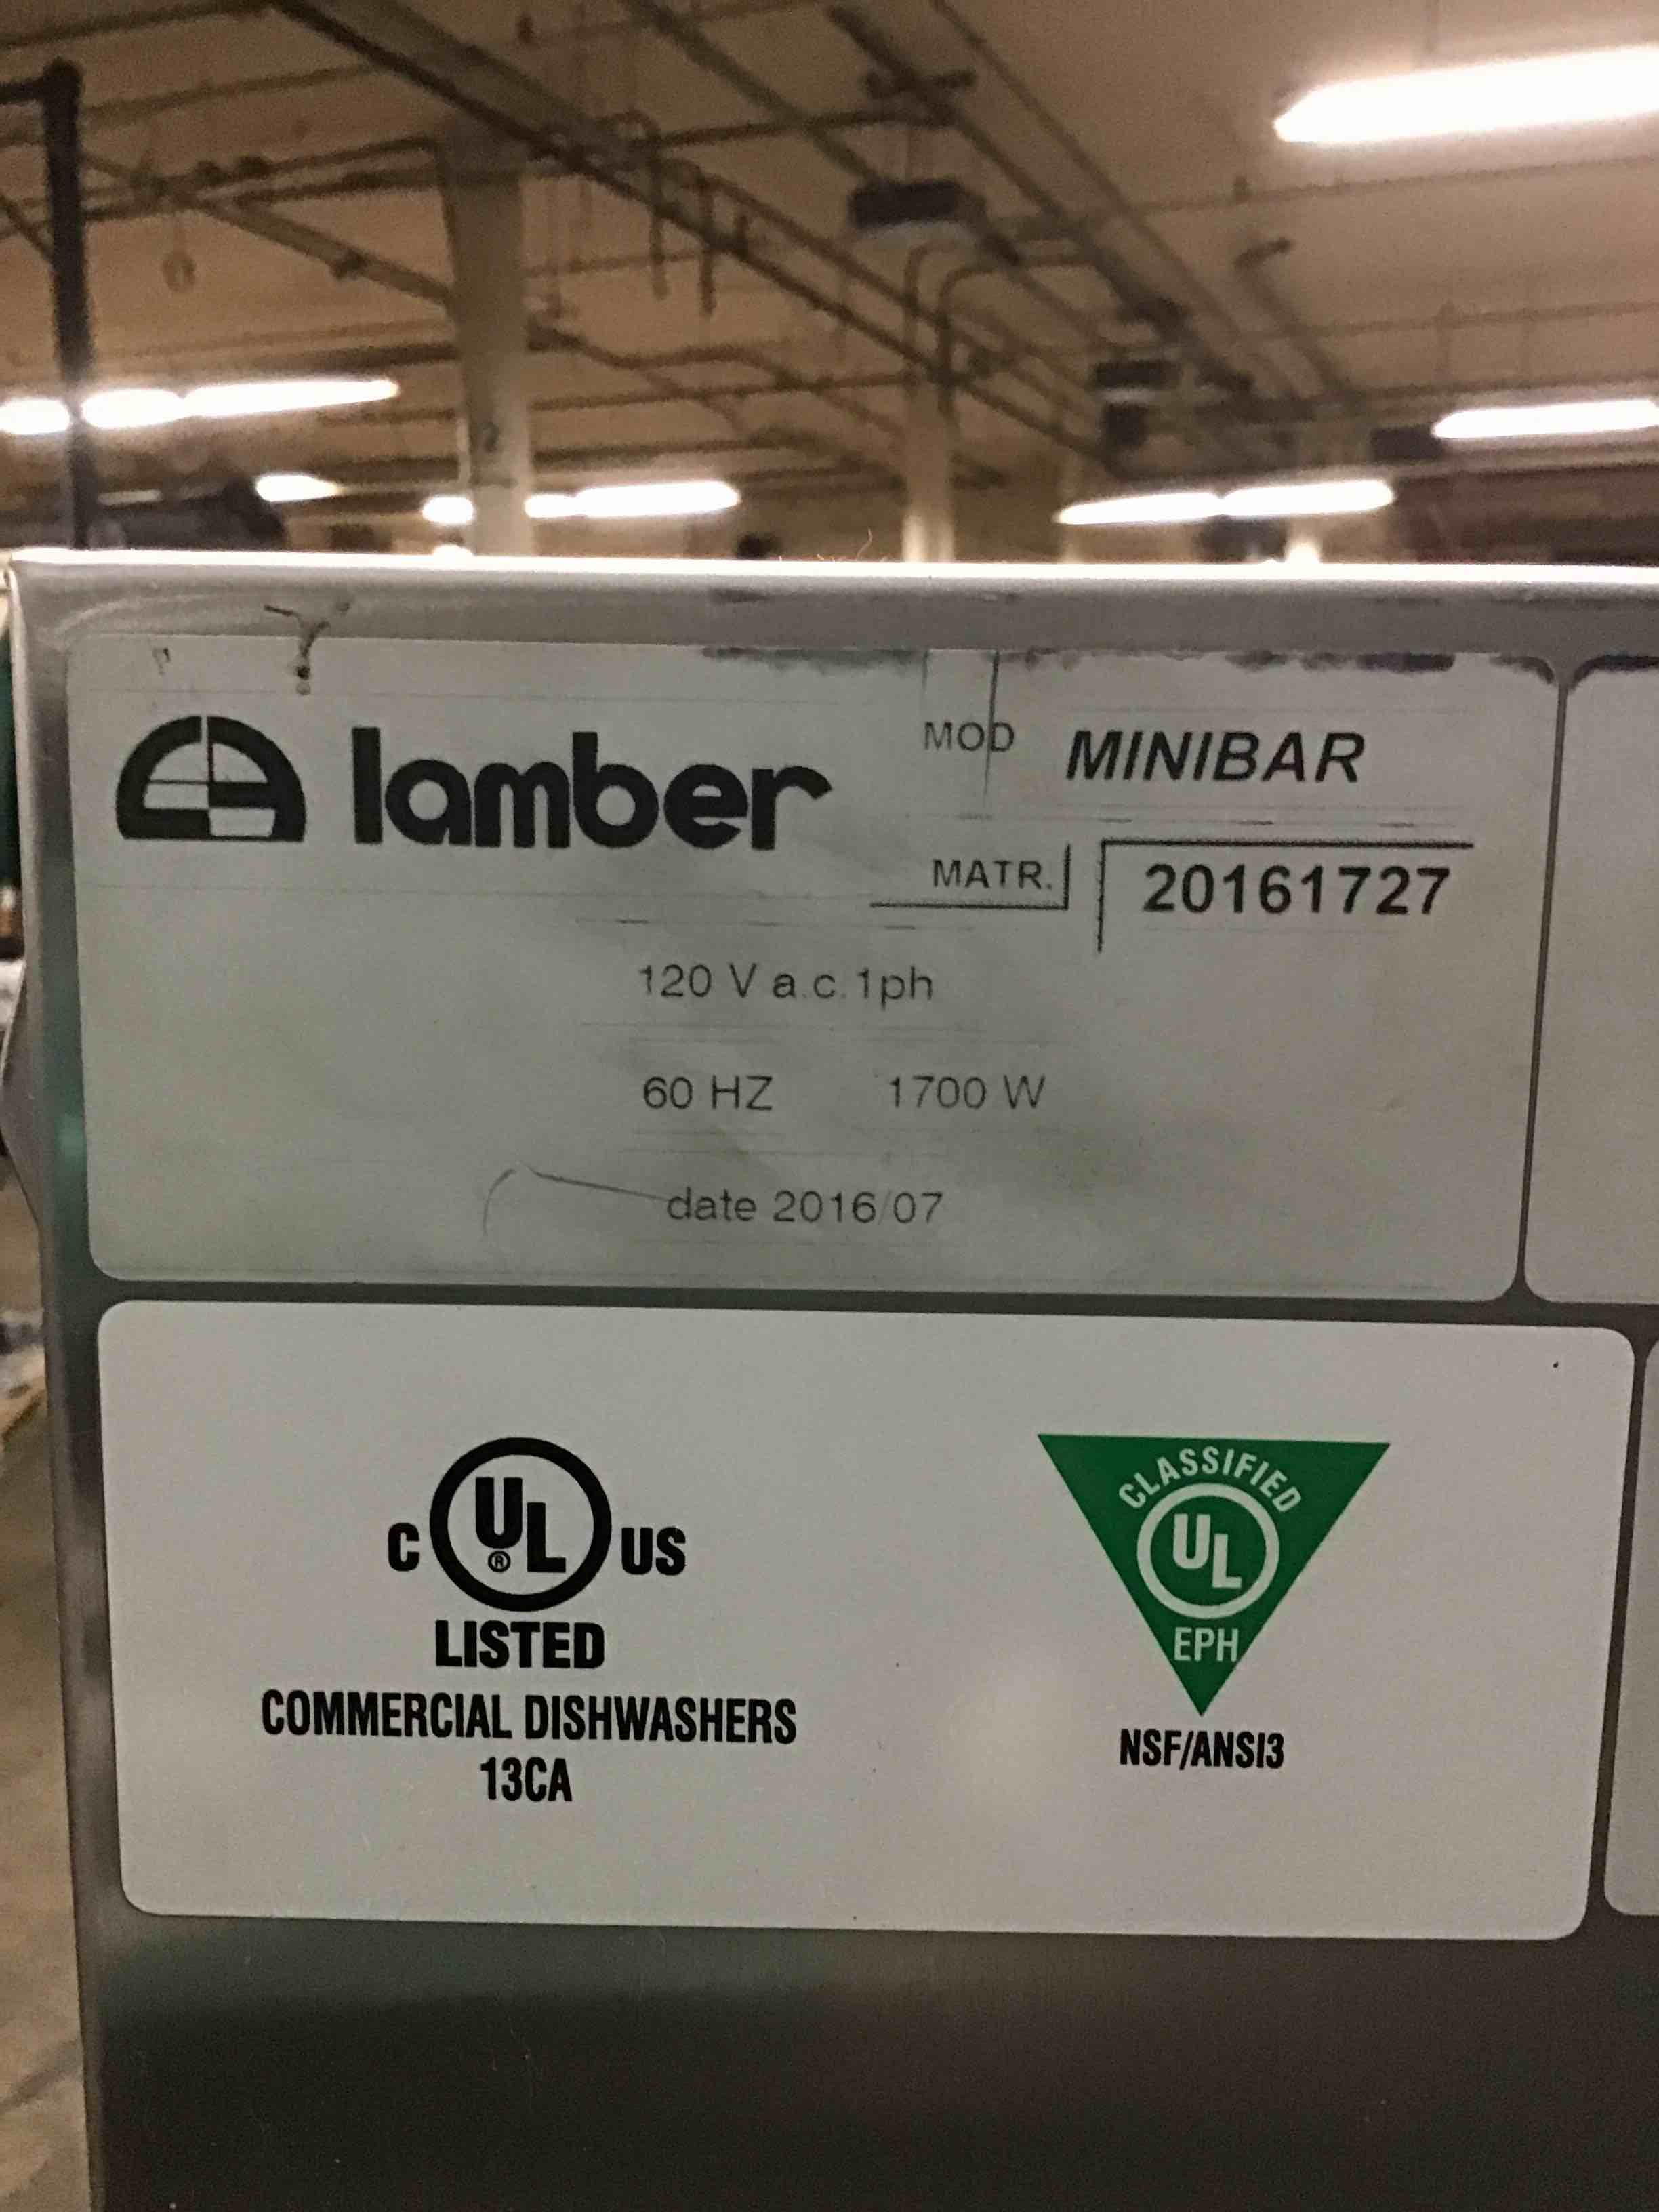 lamber
MOD MINIBAR
MATR. 20161727
120 V a.c. 1ph
60 HZ 1700 W
date 2016/07
C UL® US
LISTED
COMMERCIAL DISHWASHERS
13CA
CLASSIFIED
UL
EPH
NSF/ANSI3